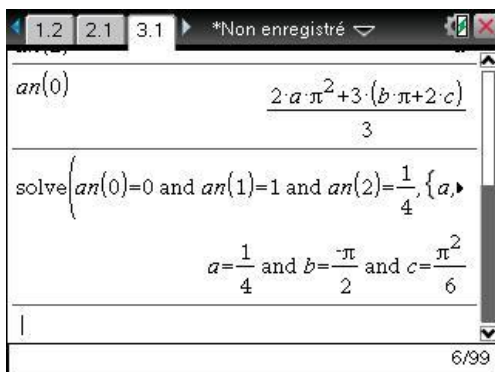 1.2 2.1 3.1 *Non enregistré
an(0)
2·a·π²+3·(b·π+2·c)
3
solve(an(0)=0 and an(1)=1 and an(2)=1/4,{a,▸
a=1/4 and b=-π/2 and c=π²/6
6/99